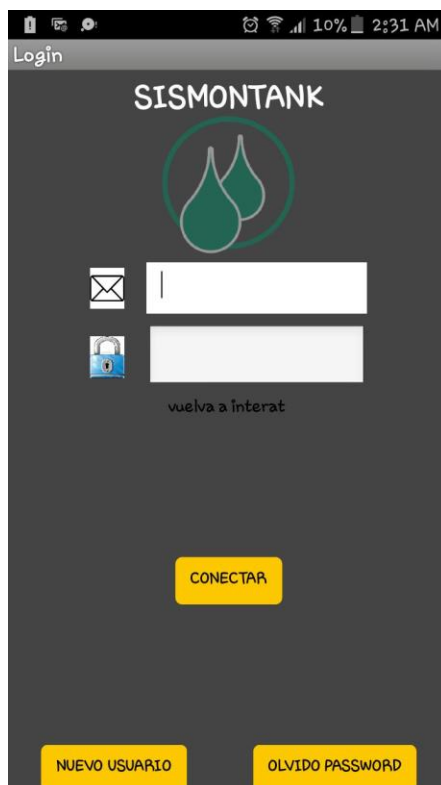 10% 2:31 AM
Login
SISMONTANK
vuelva a interat
CONECTAR
NUEVO USUARIO
OLVIDO PASSWORD